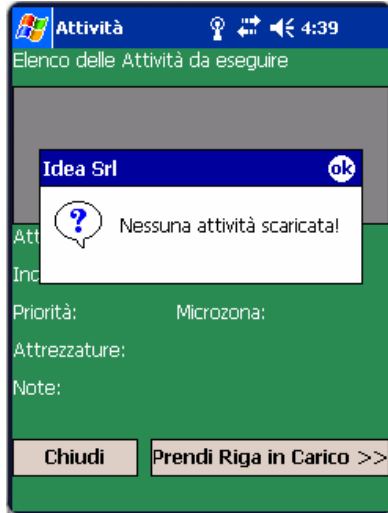 Attività 4:39
Elenco delle Attività da eseguire
Idea Srl ok
Nessuna attività scaricata!
Att
Inc
Priorità: Microzona:
Attrezzature:
Note:
Chiudi Prendi Riga in Carico >>